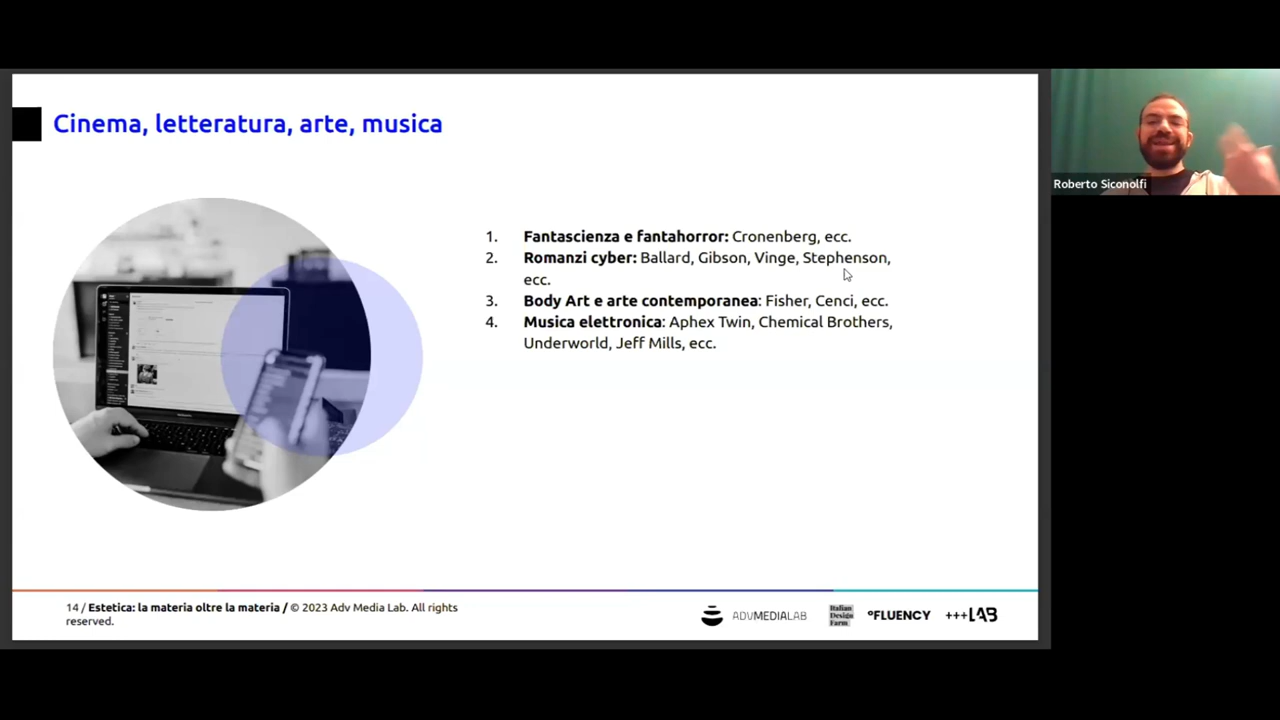 Cinema, letteratura, arte, musica
Roberto Siconolfi
1. Fantascienza e fantahorror: Cronenberg, ecc.
2. Romanzi cyber: Ballard, Gibson, Vinge, Stephenson,
ecc.
3. Body Art e arte contemporanea: Fisher, Cenci, ecc.
4. Musica elettronica: Aphex Twin, Chemical Brothers,
Underworld, Jeff Mills, ecc.
14 / Estetica: la materia oltre la materia / © 2023 Adv Media Lab. All rights
reserved.
ADVMEDIALAB
Italian
Design
Farm
°FLUENCY
+++LAB